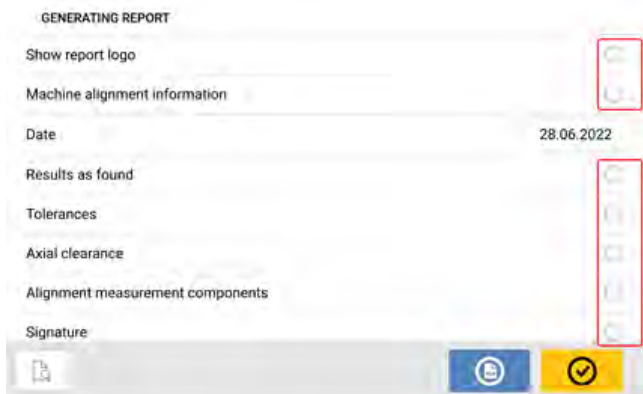 GENERATING REPORT
Show report logo
Machine alignment information
Date 28.06.2022
Results as found
Tolerances
Axial clearance
Alignment measurement components
Signature